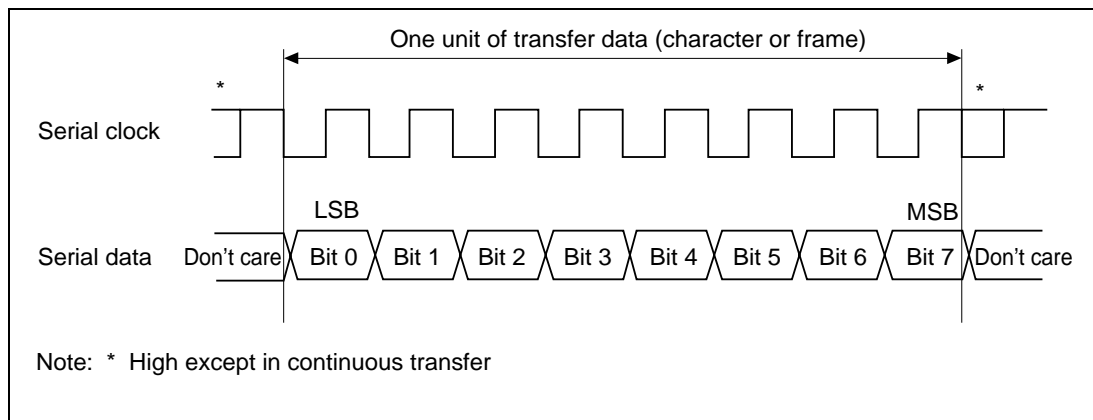 One unit of transfer data (character or frame)
* *
Serial clock
LSB MSB
Serial data Don't care Bit 0 Bit 1 Bit 2 Bit 3 Bit 4 Bit 5 Bit 6 Bit 7 Don't care
Note: * High except in continuous transfer